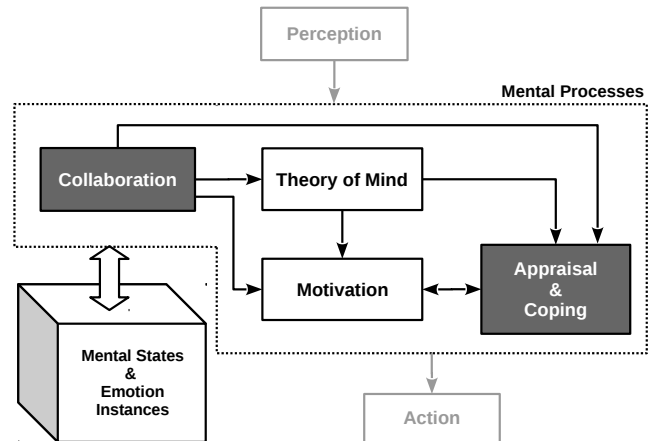 Perception
Mental Processes
Collaboration
Theory of Mind
Motivation
Appraisal
&
Coping
Mental States
&
Emotion
Instances
Action